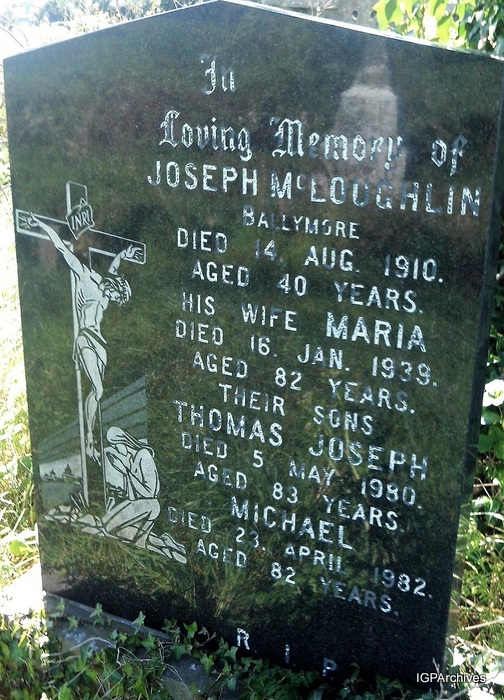 In
Loving Memory of
JOSEPH McLOUGHLIN
BALLYMORE
DIED 14. AUG. 1910.
AGED 40 YEARS.
HIS WIFE MARIA
DIED 16. JAN. 1939.
AGED 82 YEARS.
THEIR SONS
THOMAS JOSEPH
DIED 5 MAY 1980.
AGED 83 YEARS
MICHAEL
DIED 23. APRIL 1982.
AGED 82 YEARS.
R I P
INRI
IGPArchives